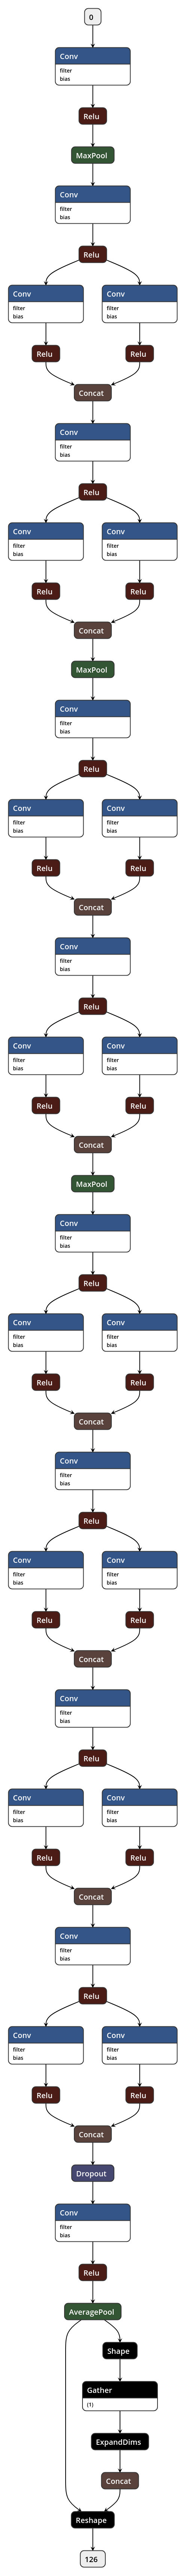 0
Conv
filter
bias
Relu
MaxPool
Conv
filter
bias
Relu
Conv Conv
filter filter
bias bias
Relu Relu
Concat
Conv
filter
bias
Relu
Conv Conv
filter filter
bias bias
Relu Relu
Concat
MaxPool
Conv
filter
bias
Relu
Conv Conv
filter filter
bias bias
Relu Relu
Concat
Conv
filter
bias
Relu
Conv Conv
filter filter
bias bias
Relu Relu
Concat
MaxPool
Conv
filter
bias
Relu
Conv Conv
filter filter
bias bias
Relu Relu
Concat
Conv
filter
bias
Relu
Conv Conv
filter filter
bias bias
Relu Relu
Concat
Conv
filter
bias
Relu
Conv Conv
filter filter
bias bias
Relu Relu
Concat
Conv
filter
bias
Relu
Conv Conv
filter filter
bias bias
Relu Relu
Concat
Dropout
Conv
filter
bias
Relu
AveragePool
Shape
Gather
(1)
ExpandDims
Concat
Reshape
126